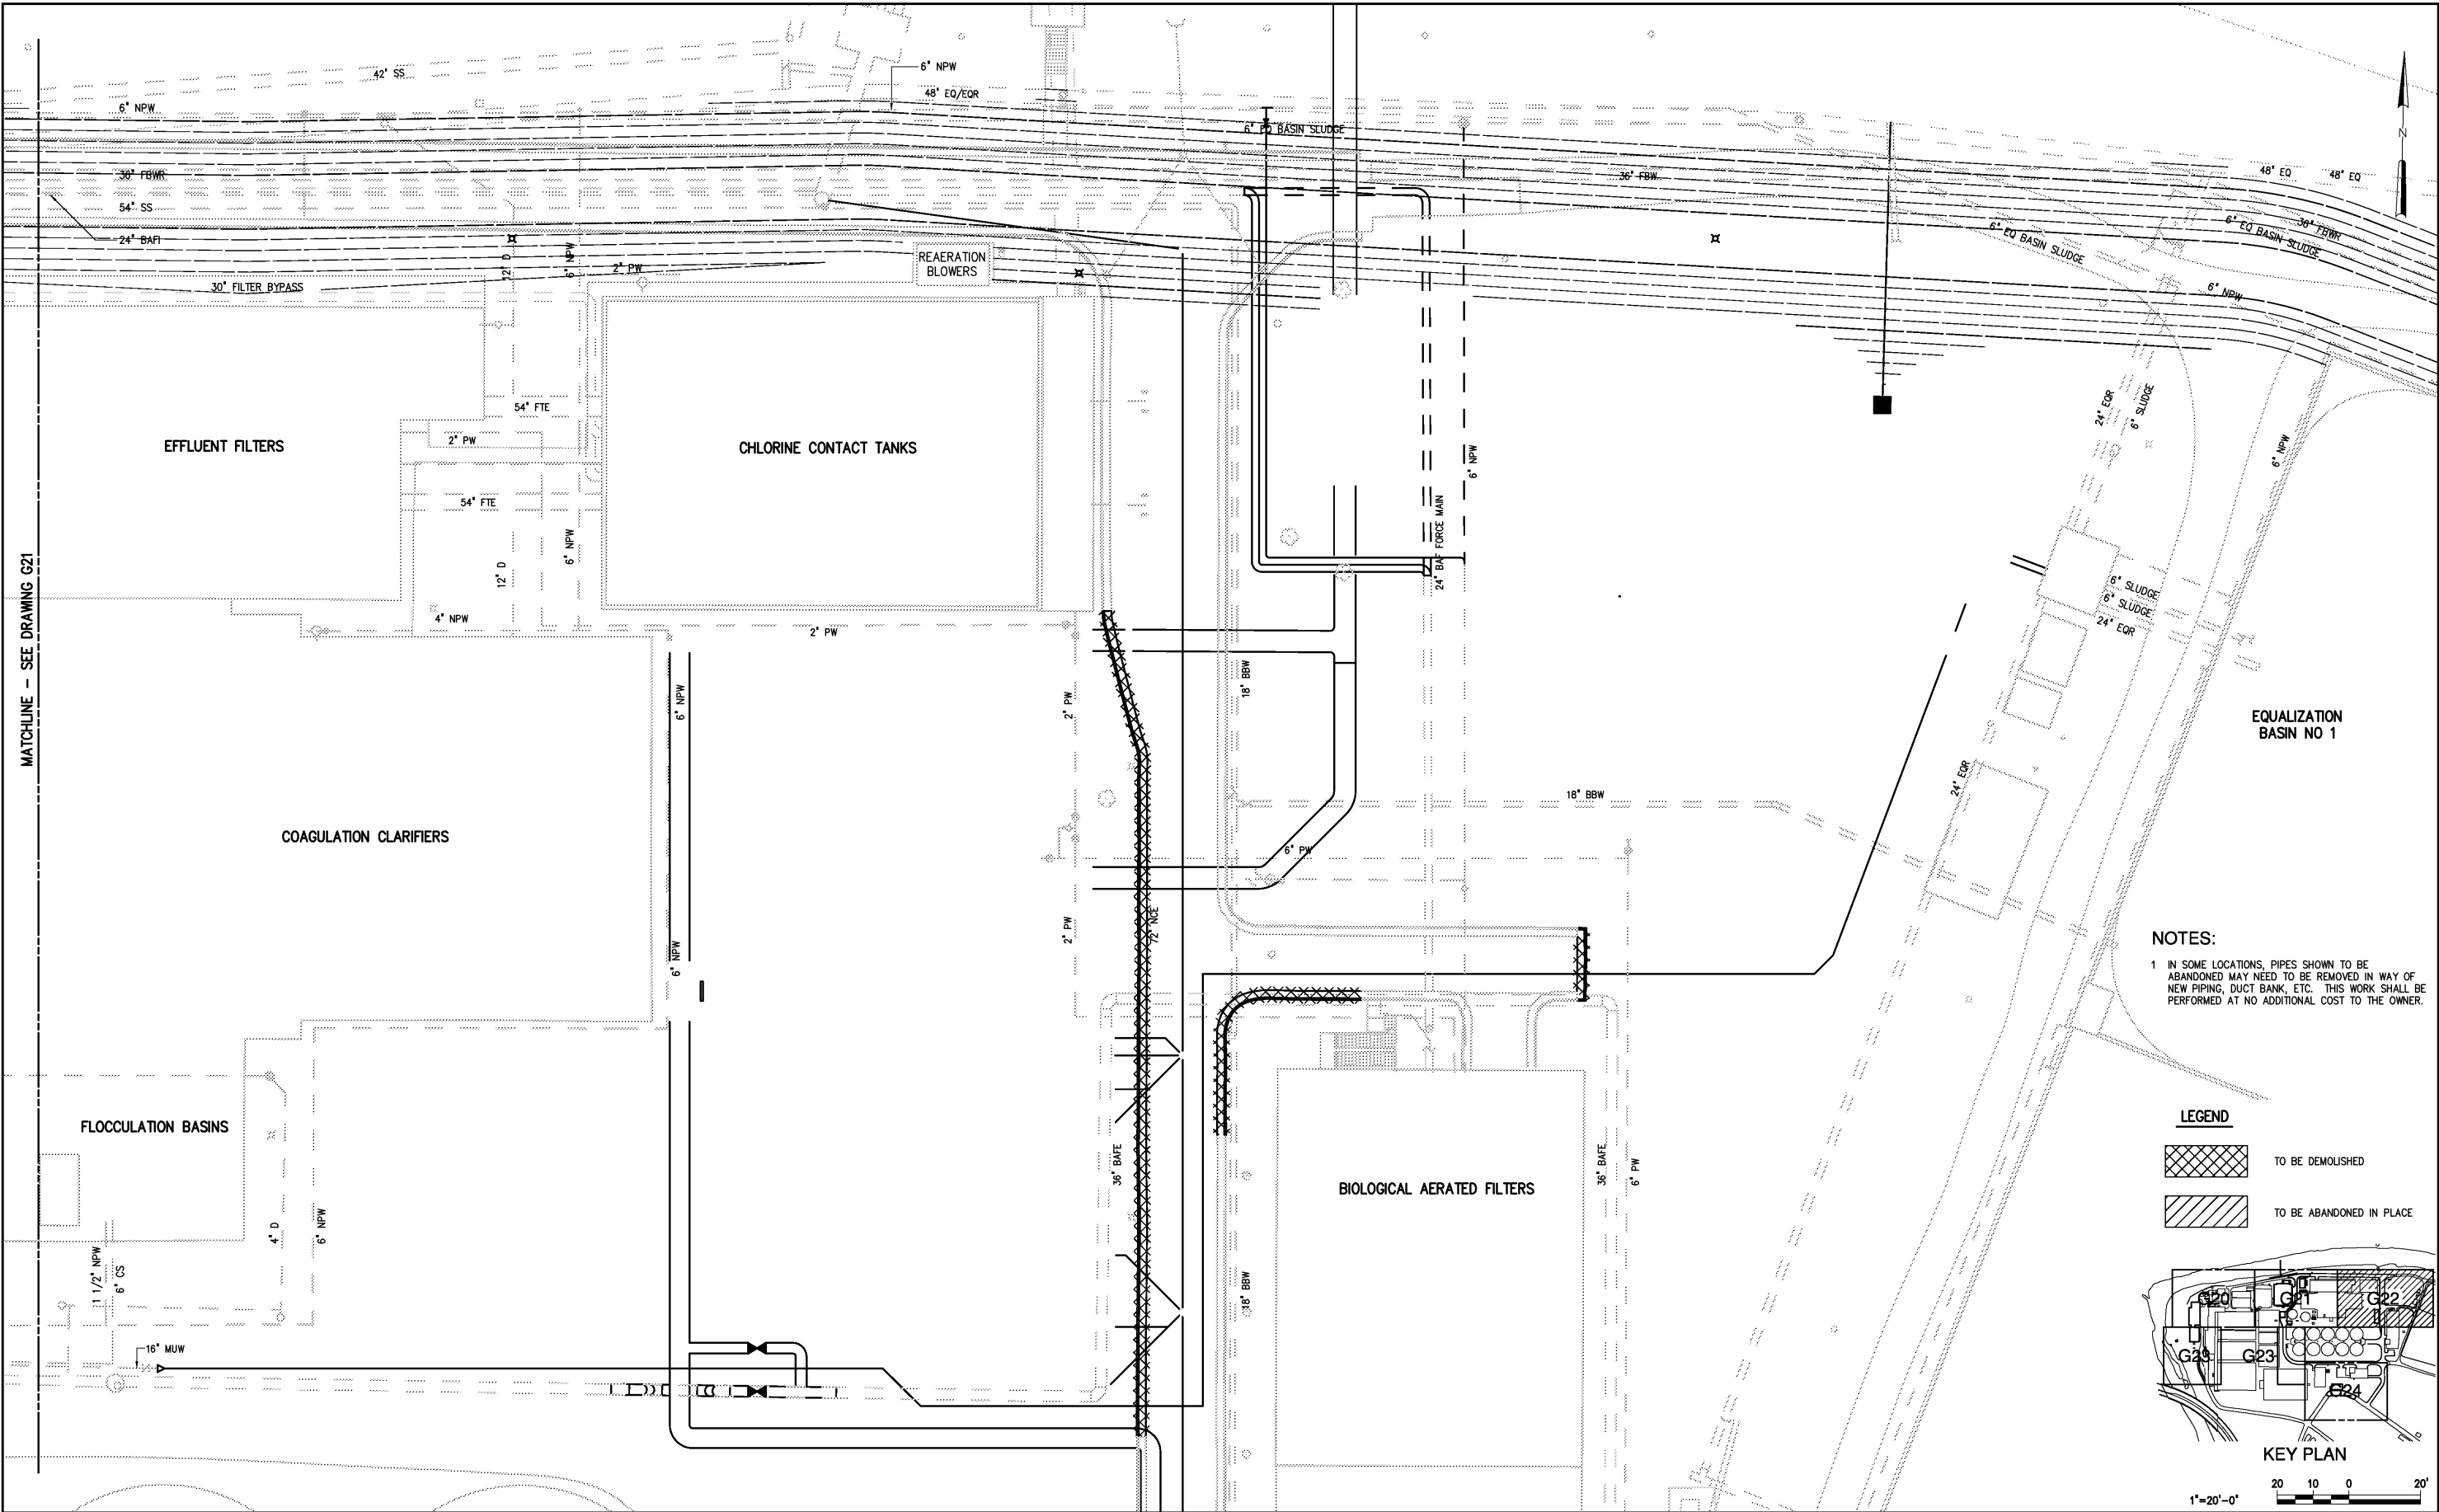 42" SS
6" NPW
6" NPW
48" EQ/EQR
6" EQ BASIN SLUDGE
N
36" FBWR
36" FBW
48" EQ
48" EQ
54" SS
24" BAFI
6" EQ BASIN SLUDGE
6" EQ BASIN SLUDGE
36" FBWR
12" D
6" NPW
2" PW
REAERATION
BLOWERS
30" FILTER BYPASS
6" NPW
EFFLUENT FILTERS
54" FTE
2" PW
CHLORINE CONTACT TANKS
6" NPW
24" EQR
6" SLUDGE
6" NPW
54" FTE
12" D
6" NPW
24" BAF FORCE MAIN
MATCHLINE - SEE DRAWING G21
4" NPW
2" PW
6" SLUDGE
6" SLUDGE
24" EQR
6" NPW
2" PW
18" BBW
EQUALIZATION
BASIN NO 1
24" EQR
18" BBW
COAGULATION CLARIFIERS
6" PW
6" NPW
2" PW
72" NCE
NOTES:
1 IN SOME LOCATIONS, PIPES SHOWN TO BE
ABANDONED MAY NEED TO BE REMOVED IN WAY OF
NEW PIPING, DUCT BANK, ETC. THIS WORK SHALL BE
PERFORMED AT NO ADDITIONAL COST TO THE OWNER.
FLOCCULATION BASINS
LEGEND
TO BE DEMOLISHED
36" BAFE
BIOLOGICAL AERATED FILTERS
36" BAFE
6" PW
TO BE ABANDONED IN PLACE
4" D
6" NPW
1 1/2" NPW
6" CS
18" BBW
G20
G21
G22
16" MUW
G23
G23
G24
KEY PLAN
20 10 0 20'
1"=20'-0"